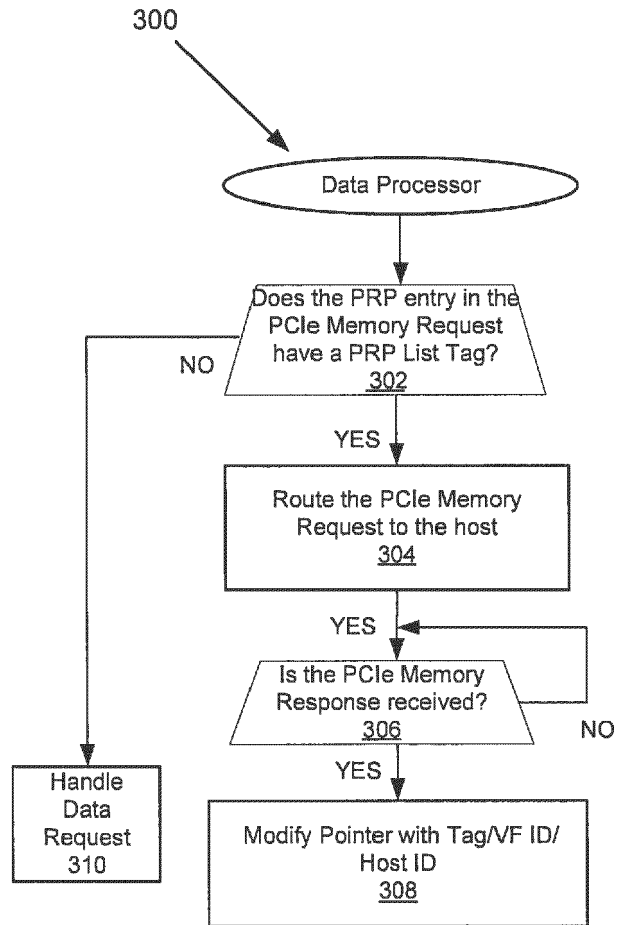 300
Data Processor
Does the PRP entry in the
PCIe Memory Request
have a PRP List Tag?
302
NO
YES
Route the PCIe Memory
Request to the host
304
YES
Is the PCIe Memory
Response received?
306
NO
YES
Handle
Data
Request
310
Modify Pointer with Tag/VF ID/
Host ID
308